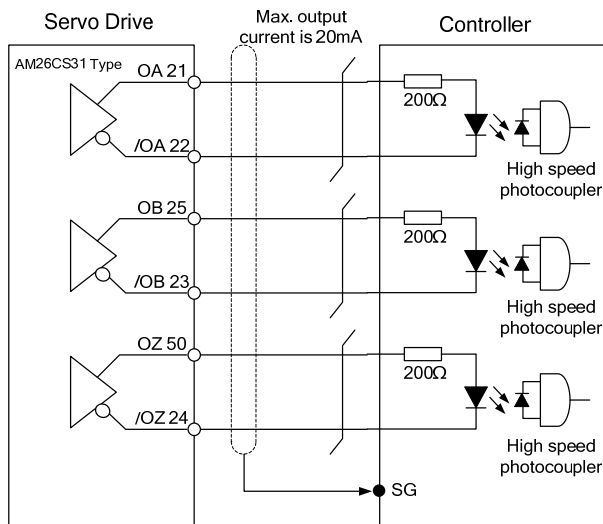 Servo Drive
Max. output
current is 20mA
Controller
AM26CS31 Type
OA 21
200Ω
/OA 22
High speed
photocoupler
OB 25
200Ω
/OB 23
High speed
photocoupler
OZ 50
200Ω
/OZ 24
High speed
photocoupler
SG